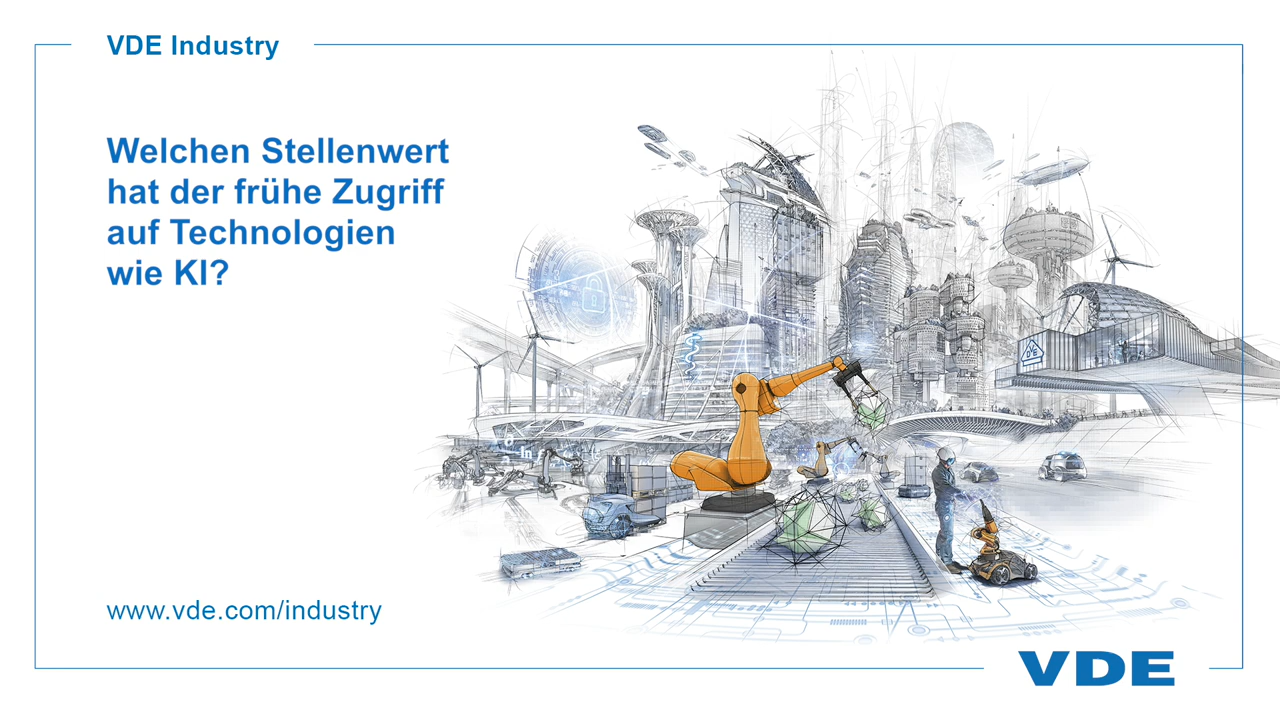 VDE Industry
Welchen Stellenwert
hat der frühe Zugriff
auf Technologien
wie KI?
www.vde.com/industry
VDE